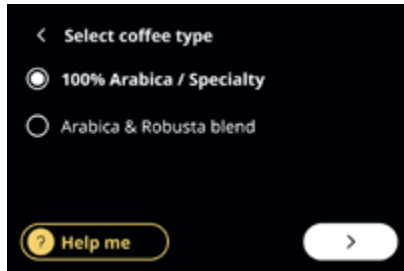 Select coffee type
100% Arabica / Specialty
Arabica & Robusta blend
? Help me